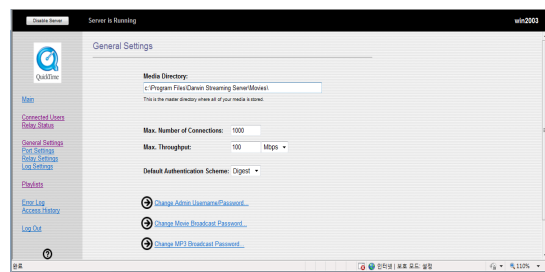 Disable Server
Server is Running
win2003
QuickTime
General Settings
Main
Connected Users
Relay Status
General Settings
Port Settings
Relay Settings
Log Settings
Playlists
Error Log
Access History
Log Out
Media Directory:
c:\Program Files\Darwin Streaming Server\Movies\
This is the master directory where all of your media is stored.
Max. Number of Connections: 1000
Max. Throughput: 100 Mbps
Default Authentication Scheme: Digest
Change Admin Username/Password...
Change Movie Broadcast Password...
Change MP3 Broadcast Password...
완료
인터넷 | 보호 모드: 설정
110%